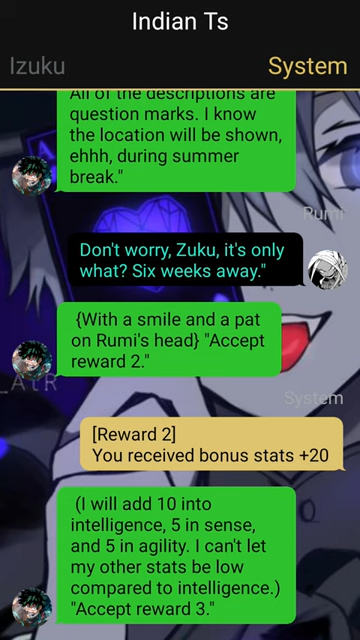 Indian Ts
Izuku
System
All of the descriptions are
question marks. I know
the location will be shown,
ehhh, during summer
break."
Rumi
Don't worry, Zuku, it's only
what? Six weeks away."
{With a smile and a pat
on Rumi's head} "Accept
reward 2."
System
[Reward 2]
You received bonus stats +20
(I will add 10 into
intelligence, 5 in sense,
and 5 in agility. I can't let
my other stats be low
compared to intelligence.)
"Accept reward 3."